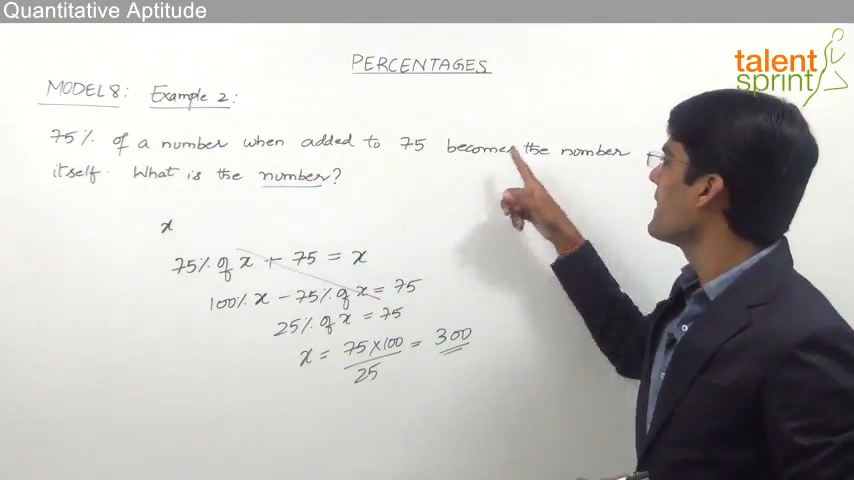 Quantitative Aptitude
talent
sprint
PERCENTAGES
MODEL 8: Example 2:
75% of a number when added to 75 becomes the number
itself. What is the number?
x
75% of x + 75 = x
100% x - 75% of x = 75
25% of x = 75
x = 75 x 100 / 25 = 300